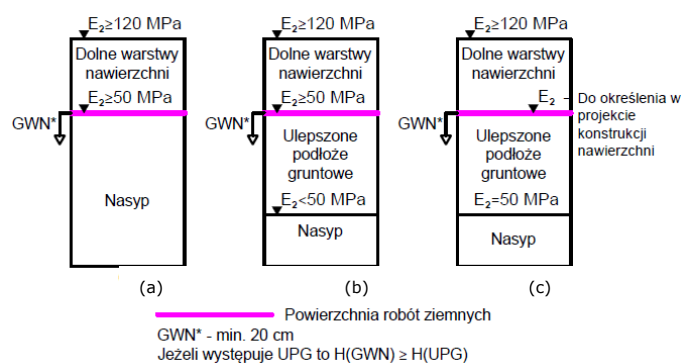 E₂≥120 MPa
Dolne warstwy
nawierzchni
E₂≥50 MPa
GWN*
Nasyp
(a)
E₂≥120 MPa
Dolne warstwy
nawierzchni
E₂≥50 MPa
GWN*
Ulepszone
podłoże
gruntowe
E₂<50 MPa
Nasyp
(b)
E₂≥120 MPa
Dolne warstwy
nawierzchni
E₂ - Do określenia w
projekcie
konstrukcji
nawierzchni
GWN*
Ulepszone
podłoże
gruntowe
E₂=50 MPa
Nasyp
(c)
Powierzchnia robót ziemnych
GWN* - min. 20 cm
Jeżeli występuje UPG to H(GWN) ≥ H(UPG)